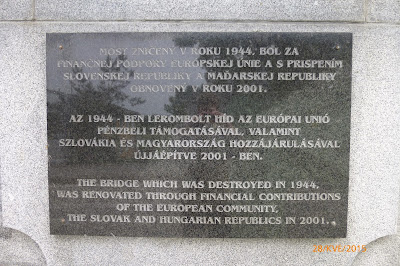 MOST ZNIČENÝ V ROKU 1944, BOL ZA
FINANČNEJ PODPORY EURÓPSKEJ ÚNIE A S PRISPENÍM
SLOVENSKEJ REPUBLIKY A MAĎARSKEJ REPUBLIKY
OBNOVENÝ V ROKU 2001.
AZ 1944 - BEN LEROMBOLT HÍD AZ EURÓPAI UNIÓ
PÉNZBELI TÁMOGATÁSÁVAL, VALAMINT
SZLOVÁKIA ÉS MAGYARORSZÁG HOZZÁJÁRULÁSÁVAL
ÚJJÁÉPÍTVE 2001 - BEN.
THE BRIDGE WHICH WAS DESTROYED IN 1944,
WAS RENOVATED THROUGH FINANCIAL CONTRIBUTIONS
OF THE EUROPEAN COMMUNITY,
THE SLOVAK AND HUNGARIAN REPUBLICS IN 2001.